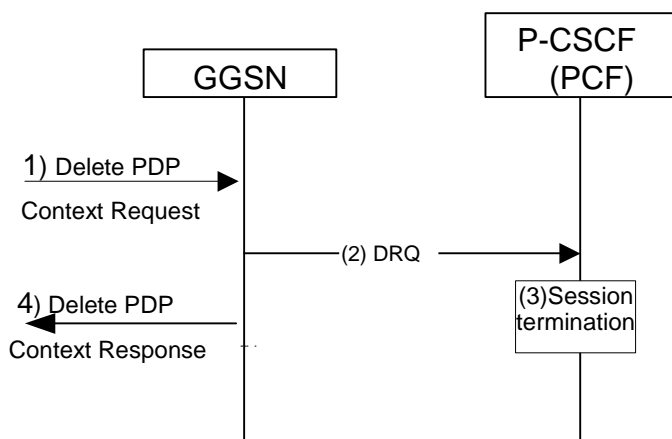 GGSN
P-CSCF
(PCF)
1) Delete PDP
Context Request
(2) DRQ
(3)Session
termination
4) Delete PDP
Context Response